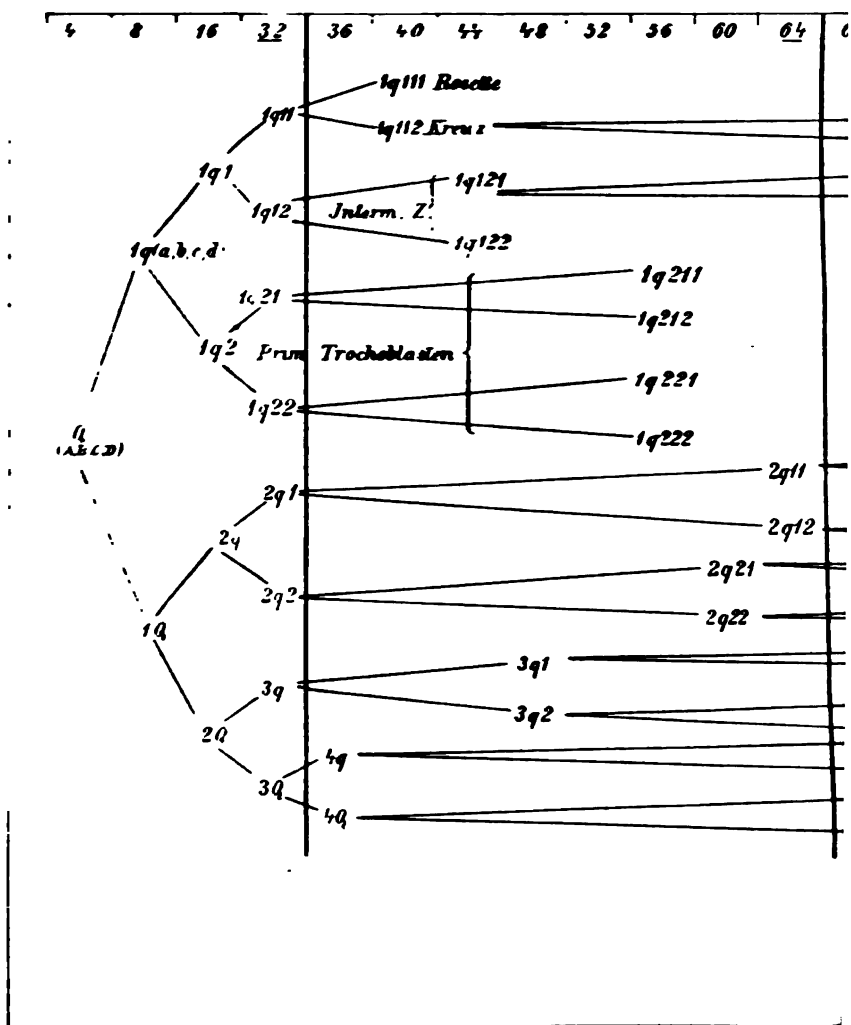 4 8 16 32 36 40 44 48 52 56 60 64
1q111 Rosette
1q11
1q112 Kreuz
1q1
1q121
1q12 Interm. Z.
1q122
1q1a,b,c,d
1q211
1q21
1q212
1q2 Prim Trochoblasten
1q221
1q22
1q222
(A B C D)
2q11
2q1
2q12
2q
2q21
2q2
2q22
1Q
3q1
3q
3q2
2Q
4q
3Q
4Q